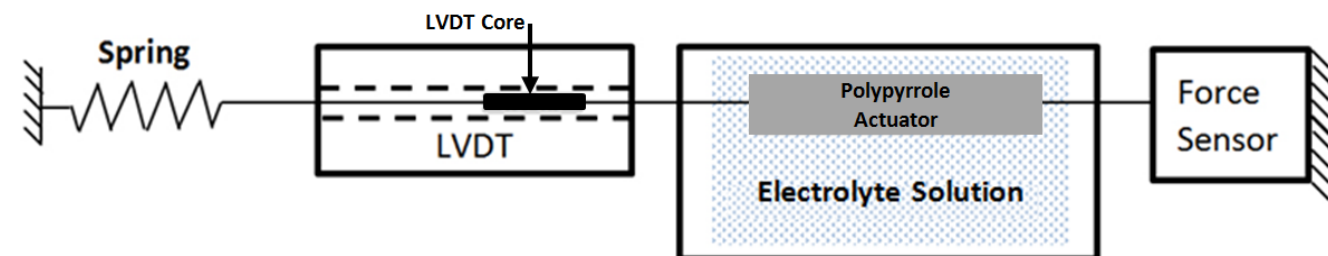 LVDT Core
Spring
LVDT
Polypyrrole
Actuator
Electrolyte Solution
Force
Sensor